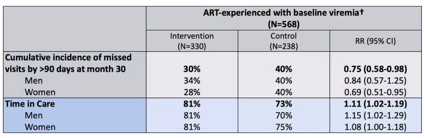 ART-experienced with baseline viremia†
(N=568)
Intervention (N=330) Control (N=238) RR (95% CI)
Cumulative incidence of missed visits by >90 days at month 30 30% 40% 0.75 (0.58-0.98)
Men 34% 40% 0.84 (0.57-1.25)
Women 28% 40% 0.69 (0.51-0.95)
Time in Care 81% 73% 1.11 (1.02-1.19)
Men 81% 70% 1.15 (1.02-1.29)
Women 81% 75% 1.08 (1.00-1.18)